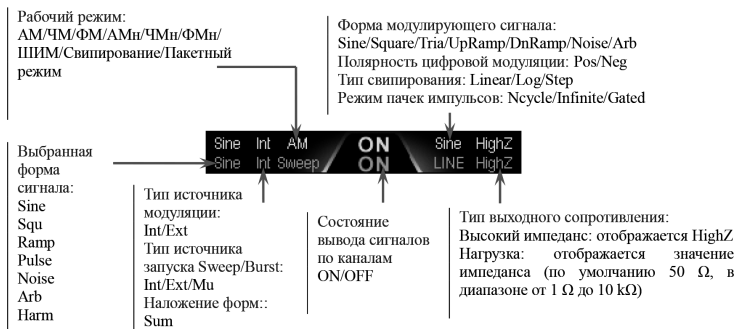 Рабочий режим:
АМ/ЧМ/ФМ/АМн/ЧМн/ФМн/
ШИМ/Свипирование/Пакетный
режим
Форма модулирующего сигнала:
Sine/Square/Tria/UpRamp/DnRamp/Noise/Arb
Полярность цифровой модуляции: Pos/Neg
Тип свипирования: Linear/Log/Step
Режим пачек импульсов: Ncycle/Infinite/Gated
Sine Int AM ON Sine HighZ
Sine Int Sweep ON LINE HighZ
Выбранная
форма
сигнала:
Sine
Squ
Ramp
Pulse
Noise
Arb
Harm
Тип источника
модуляции:
Int/Ext
Тип источника
запуска Sweep/Burst:
Int/Ext/Mu
Наложение форм::
Sum
Состояние
вывода сигналов
по каналам
ON/OFF
Тип выходного сопротивления:
Высокий импеданс: отображается HighZ
Нагрузка: отображается значение
импеданса (по умолчанию 50 Ω, в
диапазоне от 1 Ω до 10 kΩ)